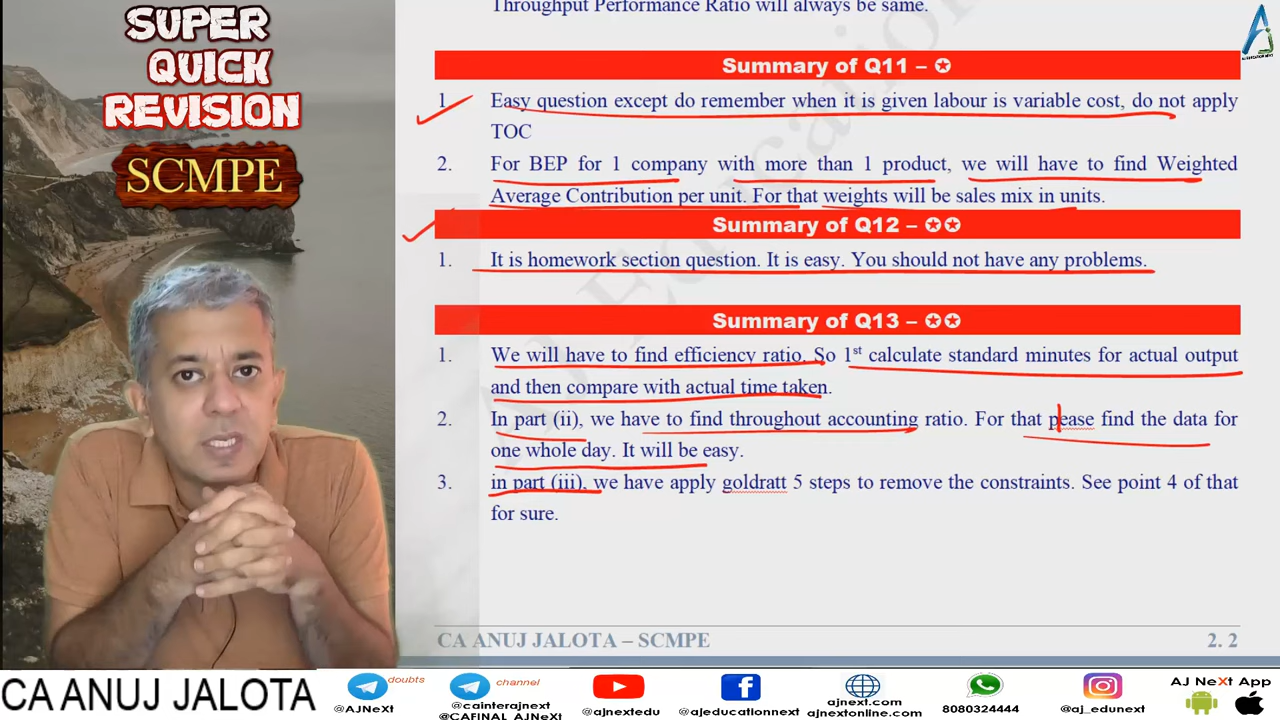 SUPER
QUICK
REVISION
SCMPE
Throughput Performance Ratio will always be same.
Summary of Q11 – ✪
1. Easy question except do remember when it is given labour is variable cost, do not apply
TOC
2. For BEP for 1 company with more than 1 product, we will have to find Weighted
Average Contribution per unit. For that weights will be sales mix in units.
Summary of Q12 – ✪✪
1. It is homework section question. It is easy. You should not have any problems.
Summary of Q13 – ✪✪
1. We will have to find efficiency ratio. So 1st calculate standard minutes for actual output
and then compare with actual time taken.
2. In part (ii), we have to find throughout accounting ratio. For that pease find the data for
one whole day. It will be easy.
3. in part (iii), we have apply goldratt 5 steps to remove the constraints. See point 4 of that
for sure.
CA ANUJ JALOTA – SCMPE 2. 2
CA ANUJ JALOTA
doubts
@AJNeXt
channel
@cainterajnext
@CAFINAL_AJNeXt
@ajnextedu
@ajeducationnext
ajnext.com
ajnextonline.com
8080324444
@aj_edunext
AJ NeXt App